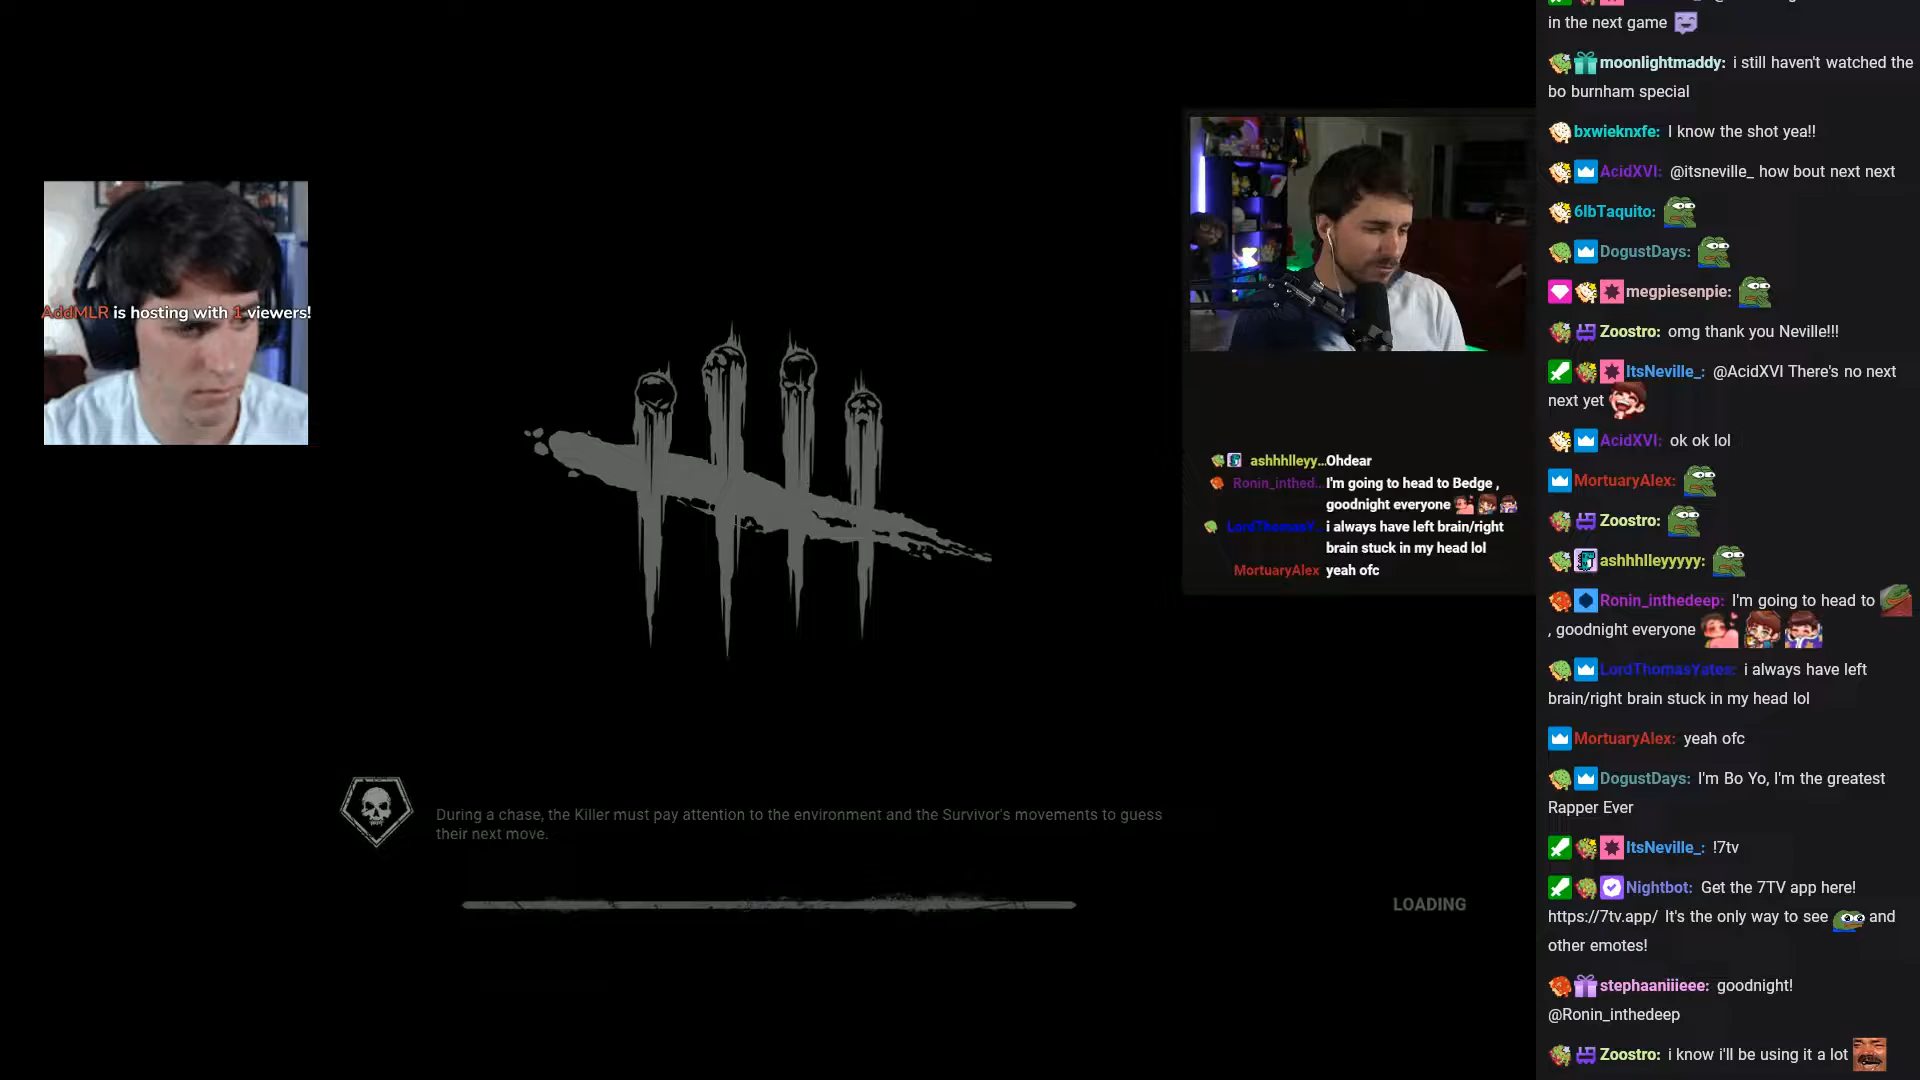 in the next game
moonlightmaddy: i still haven't watched the
bo burnham special
bxwieknxfe: I know the shot yea!!
AcidXVI: @itsneville_ how bout next next
6lbTaquito:
DogustDays:
megpiesenpie:
Zoostro: omg thank you Neville!!!
ItsNeville_: @AcidXVI There's no next
next yet
AcidXVI: ok ok lol
MortuaryAlex:
Zoostro:
ashhhlleyyyyy:
Ronin_inthedeep: I'm going to head to
, goodnight everyone
LordThomasYates: i always have left
brain/right brain stuck in my head lol
MortuaryAlex: yeah ofc
DogustDays: I'm Bo Yo, I'm the greatest
Rapper Ever
ItsNeville_: !7tv
Nightbot: Get the 7TV app here!
https://7tv.app/ It's the only way to see and
other emotes!
stephaaniiieee: goodnight!
@Ronin_inthedeep
Zoostro: i know i'll be using it a lot
AddMLR is hosting with 1 viewers!
ashhhlleyy... Ohdear
Ronin_inthed... I'm going to head to Bedge ,
goodnight everyone
LordThomasY... i always have left brain/right
brain stuck in my head lol
MortuaryAlex yeah ofc
During a chase, the Killer must pay attention to the environment and the Survivor's movements to guess
their next move.
LOADING